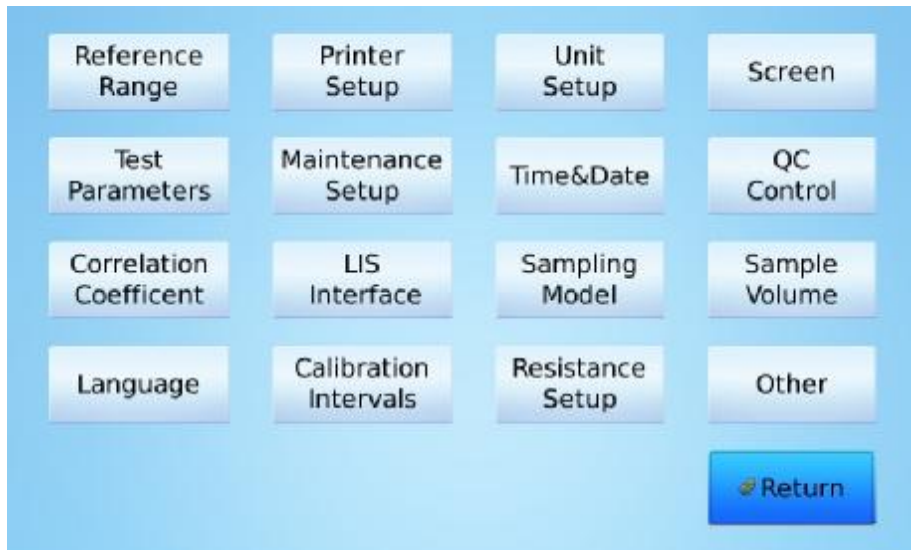 Reference
Range
Printer
Setup
Unit
Setup
Screen
Test
Parameters
Maintenance
Setup
Time&Date
QC
Control
Correlation
Coefficent
LIS
Interface
Sampling
Model
Sample
Volume
Language
Calibration
Intervals
Resistance
Setup
Other
Return